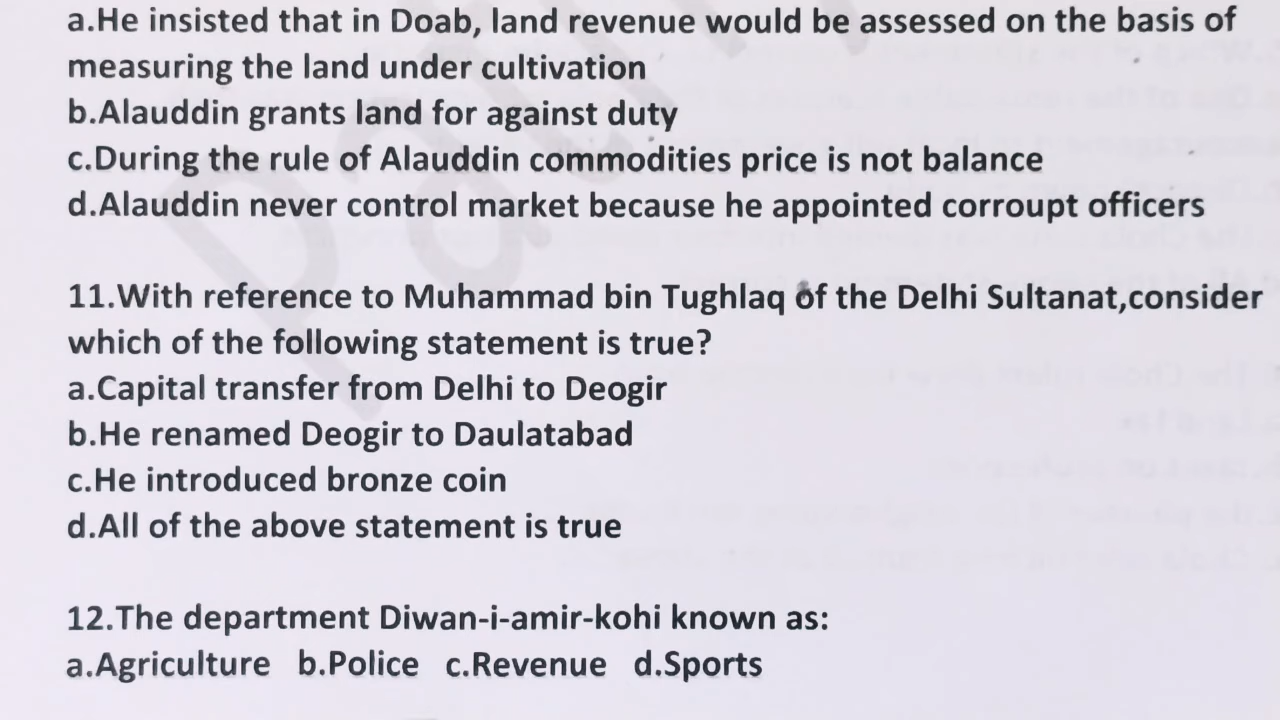 a.He insisted that in Doab, land revenue would be assessed on the basis of
measuring the land under cultivation
b.Alauddin grants land for against duty
c.During the rule of Alauddin commodities price is not balance
d.Alauddin never control market because he appointed corroupt officers
11.With reference to Muhammad bin Tughlaq of the Delhi Sultanat,consider
which of the following statement is true?
a.Capital transfer from Delhi to Deogir
b.He renamed Deogir to Daulatabad
c.He introduced bronze coin
d.All of the above statement is true
12.The department Diwan-i-amir-kohi known as:
a.Agriculture b.Police c.Revenue d.Sports